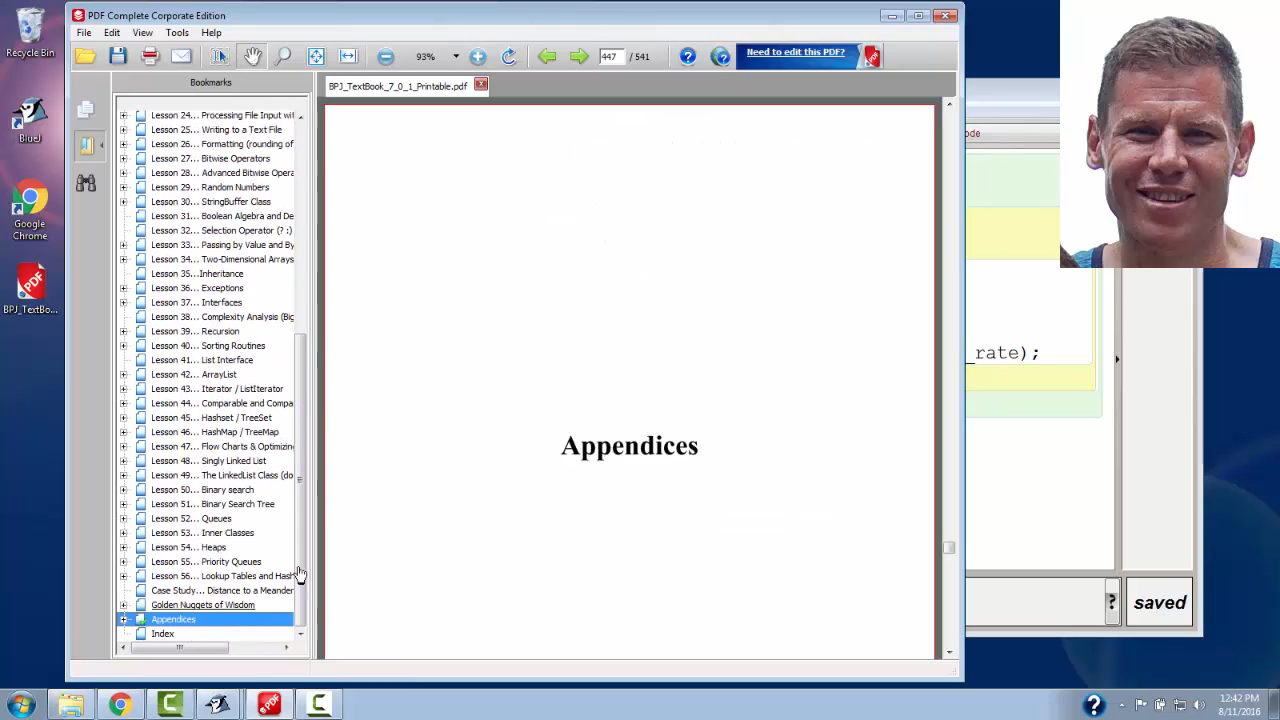 Recycle Bin
BlueJ
Google
Chrome
BPJ_TextBo...
PDF Complete Corporate Edition
File Edit View Tools Help
93%
447 / 541
Need to edit this PDF?
Bookmarks
BPJ_TextBook_7_0_1_Printable.pdf
Lesson 24... Processing File Input wit
Lesson 25... Writing to a Text File
Lesson 26... Formatting (rounding of
Lesson 27... Bitwise Operators
Lesson 28... Advanced Bitwise Opera
Lesson 29... Random Numbers
Lesson 30... StringBuffer Class
Lesson 31... Boolean Algebra and De
Lesson 32... Selection Operator (? :)
Lesson 33... Passing by Value and By
Lesson 34... Two-Dimensional Arrays
Lesson 35...Inheritance
Lesson 36... Exceptions
Lesson 37... Interfaces
Lesson 38... Complexity Analysis (Big
Lesson 39... Recursion
Lesson 40... Sorting Routines
Lesson 41... List Interface
Lesson 42... ArrayList
Lesson 43... Iterator / ListIterator
Lesson 44... Comparable and Compa
Lesson 45... Hashset / TreeSet
Lesson 46... HashMap / TreeMap
Lesson 47... Flow Charts & Optimizing
Lesson 48... Singly Linked List
Lesson 49... The LinkedList Class (do
Lesson 50... Binary search
Lesson 51... Binary Search Tree
Lesson 52... Queues
Lesson 53... Inner Classes
Lesson 54... Heaps
Lesson 55... Priority Queues
Lesson 56... Lookup Tables and Hash
Case Study... Distance to a Meander
Golden Nuggets of Wisdom
Appendices
Index
Appendices
ode
_rate);
?
saved
12:42 PM
8/11/2016